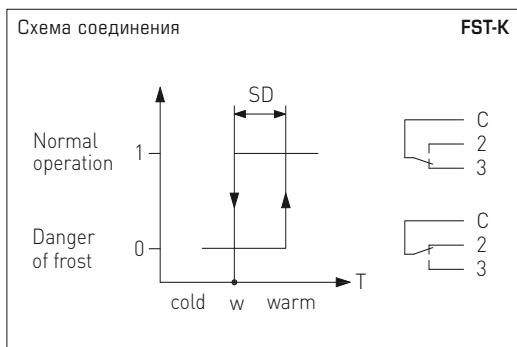 Схема соединения
FST-K
SD
Normal
operation
1
C
2
3
Danger
of frost
0
C
2
3
T
cold w warm